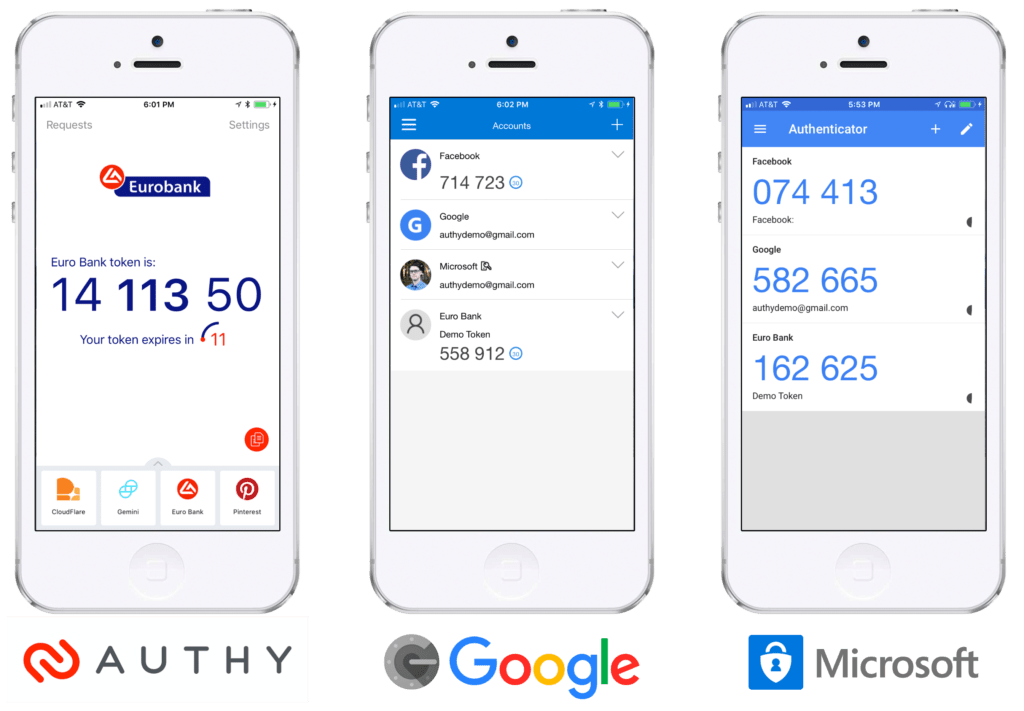 AT&T 6:01 PM
Requests Settings
Eurobank
Euro Bank token is:
14 113 50
Your token expires in 11
CloudFlare Gemini Euro Bank Pinterest
AUTHY
AT&T 6:02 PM
Accounts
Facebook
714 723 30
G Google
authydemo@gmail.com
Microsoft
authydemo@gmail.com
Euro Bank
Demo Token
558 912 30
Google
AT&T 5:53 PM
Authenticator
Facebook
074 413
Facebook:
Google
582 665
authydemo@gmail.com
Euro Bank
162 625
Demo Token
Microsoft